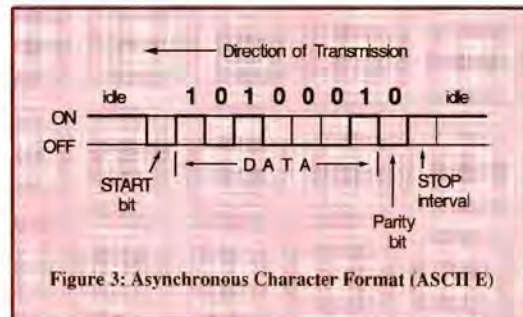 Direction of Transmission
idle 1 0 1 0 0 0 1 0 idle
ON
OFF
START bit
D A T A
Parity bit
STOP interval
Figure 3: Asynchronous Character Format (ASCII E)